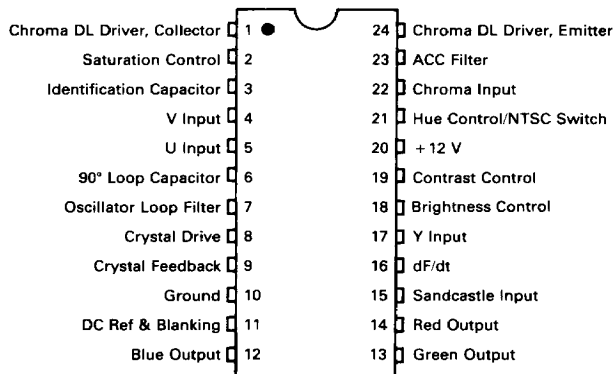 Chroma DL Driver, Collector 1 24 Chroma DL Driver, Emitter
Saturation Control 2 23 ACC Filter
Identification Capacitor 3 22 Chroma Input
V Input 4 21 Hue Control/NTSC Switch
U Input 5 20 +12 V
90° Loop Capacitor 6 19 Contrast Control
Oscillator Loop Filter 7 18 Brightness Control
Crystal Drive 8 17 Y Input
Crystal Feedback 9 16 dF/dt
Ground 10 15 Sandcastle Input
DC Ref & Blanking 11 14 Red Output
Blue Output 12 13 Green Output